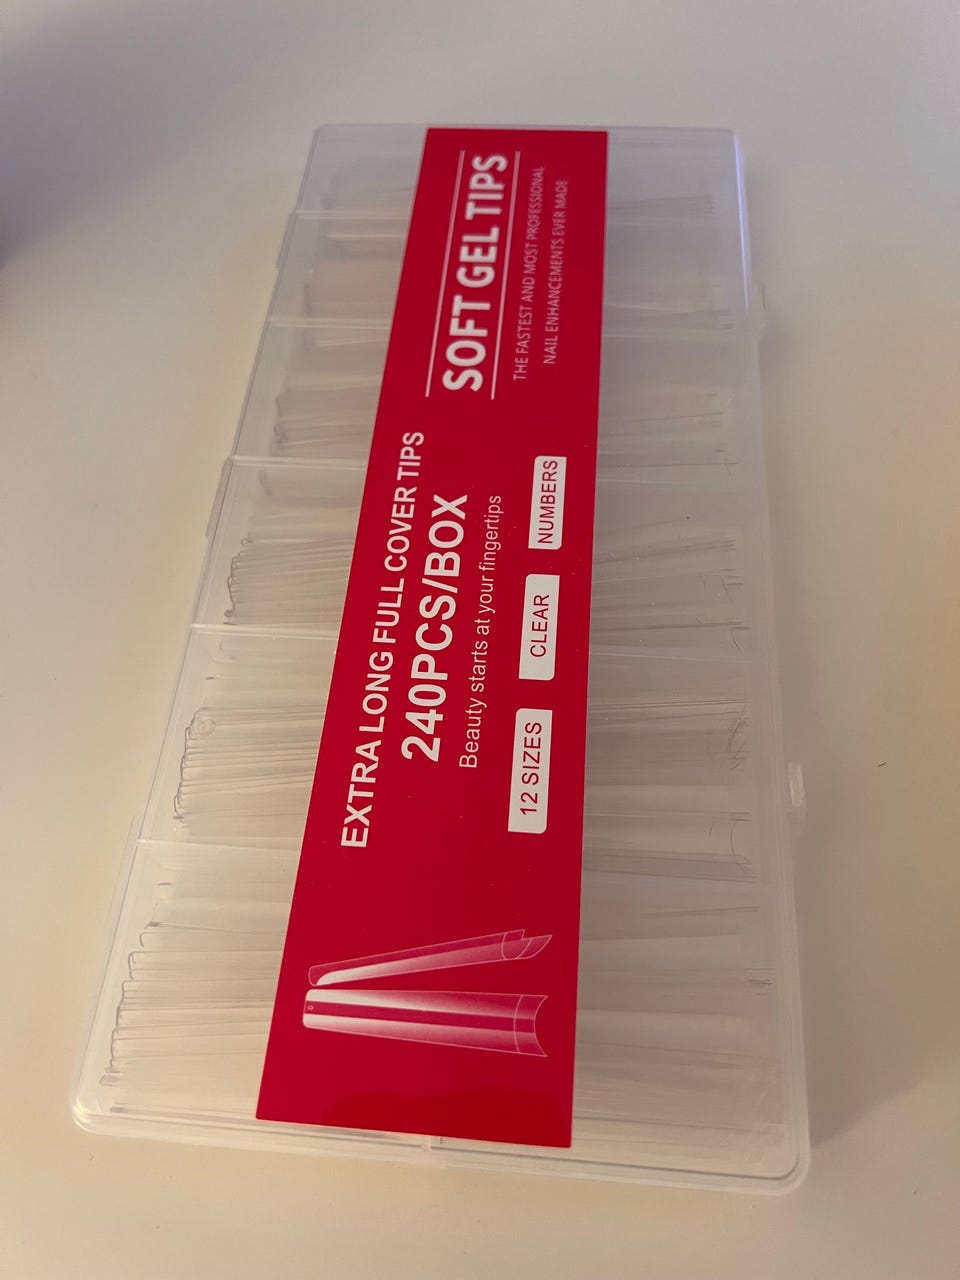 EXTRA LONG FULL COVER TIPS
240PCS/BOX
Beauty starts at your fingertips
12 SIZES
CLEAR
NUMBERS
SOFT GEL TIPS
THE FASTEST AND MOST PROFESSIONAL
NAIL ENHANCEMENTS EVER MADE
0